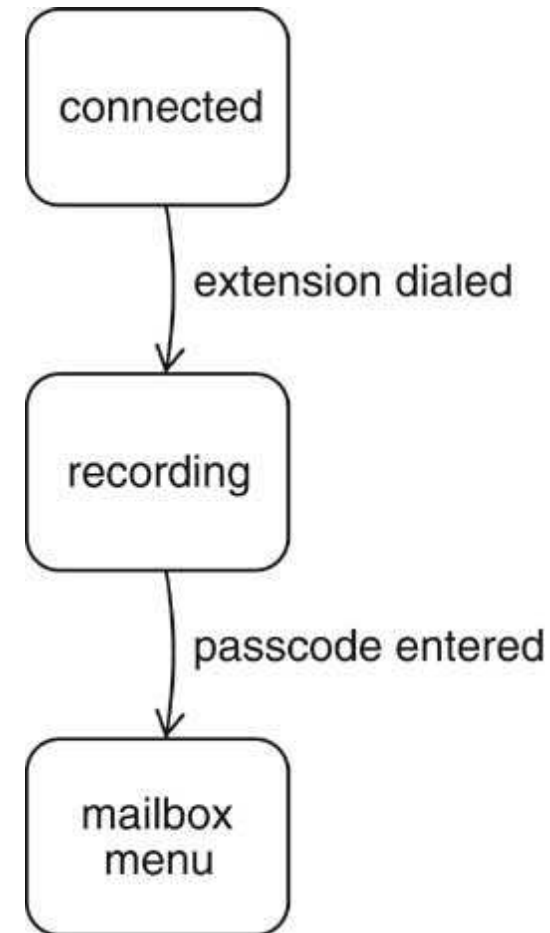 connected
extension dialed
recording
passcode entered
mailbox
menu